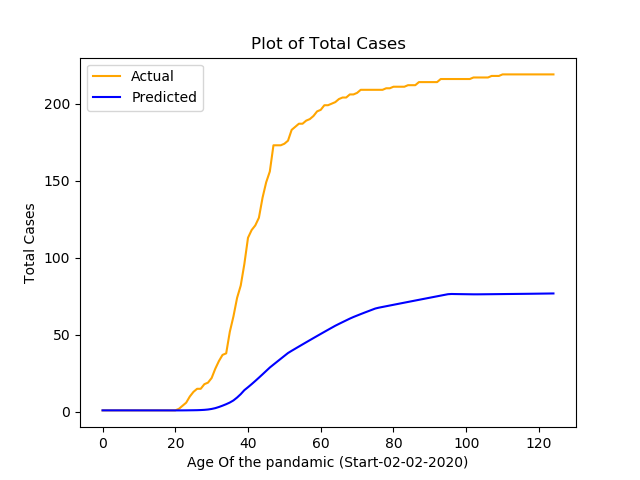 Plot of Total Cases
Actual
Predicted
200
150
100
50
0
Total Cases
0 20 40 60 80 100 120
Age Of the pandamic (Start-02-02-2020)